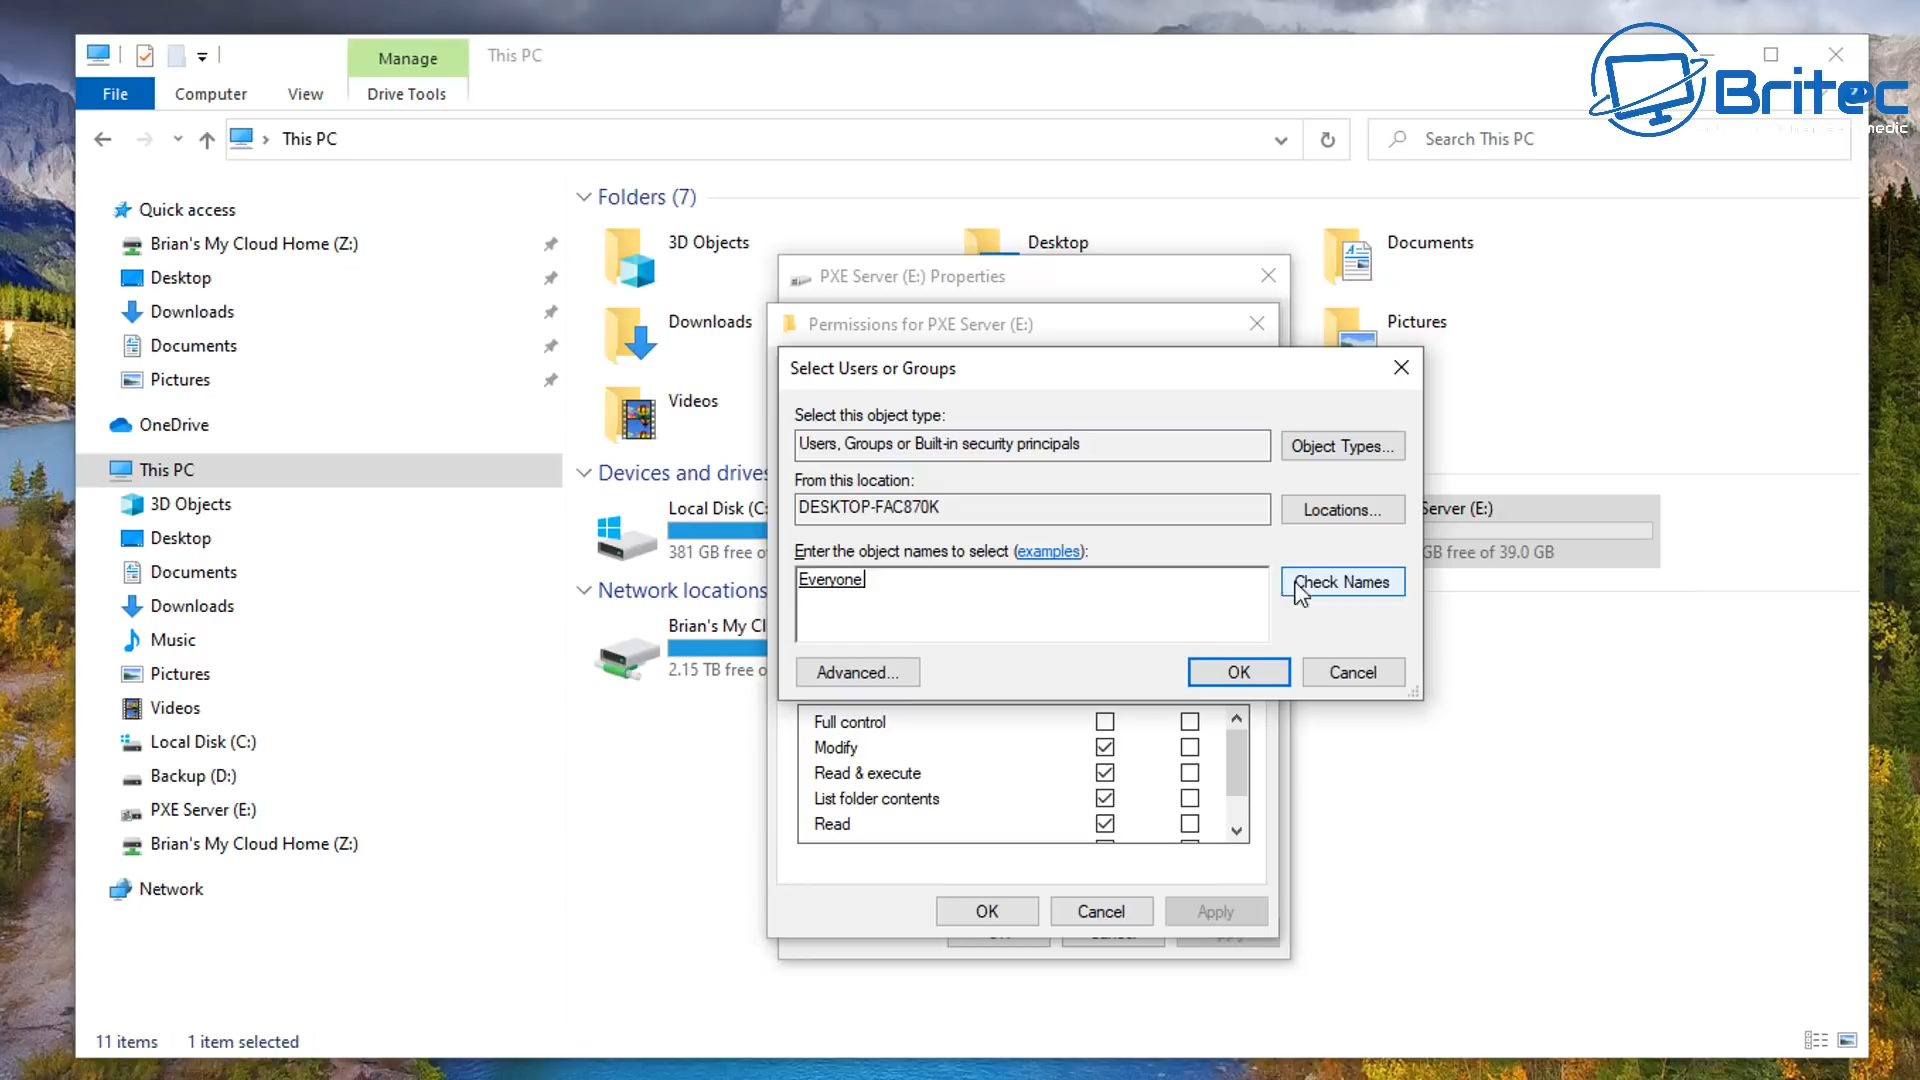 Manage
This PC
File
Computer
View
Drive Tools
Britec
This PC
Search This PC
Quick access
Brian's My Cloud Home (Z:)
Desktop
Downloads
Documents
Pictures
OneDrive
This PC
3D Objects
Desktop
Documents
Downloads
Music
Pictures
Videos
Local Disk (C:)
Backup (D:)
PXE Server (E:)
Brian's My Cloud Home (Z:)
Network
Folders (7)
3D Objects
Desktop
Documents
Downloads
Pictures
Videos
Devices and drives
Local Disk (C:
381 GB free o
Server (E:)
GB free of 39.0 GB
Network locations
Brian's My Cl
2.15 TB free o
PXE Server (E:) Properties
Permissions for PXE Server (E:)
Select Users or Groups
Select this object type:
Users, Groups or Built-in security principals
Object Types...
From this location:
DESKTOP-FAC870K
Locations...
Enter the object names to select (examples):
Everyone
Check Names
Advanced...
OK
Cancel
Full control
Modify
Read & execute
List folder contents
Read
OK
Cancel
Apply
11 items
1 item selected